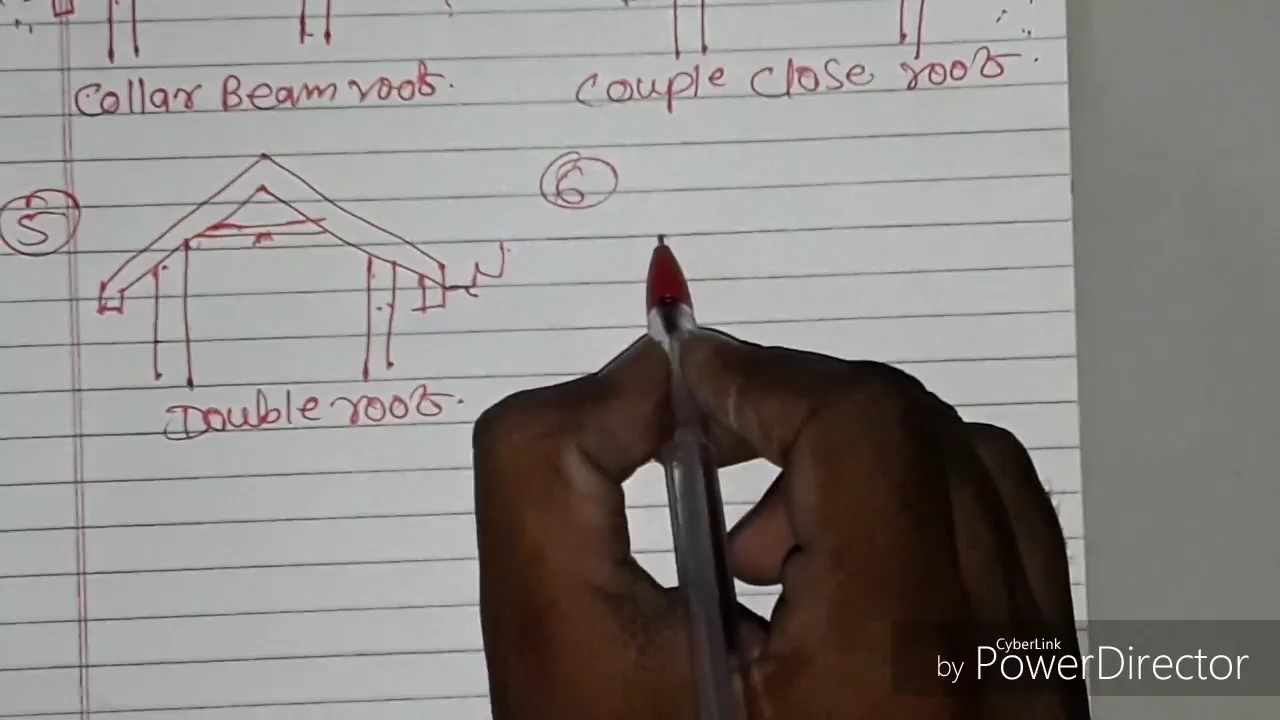 Collar Beam roof.
Couple Close roof.
5
6
Double roof.
CyberLink
by PowerDirector